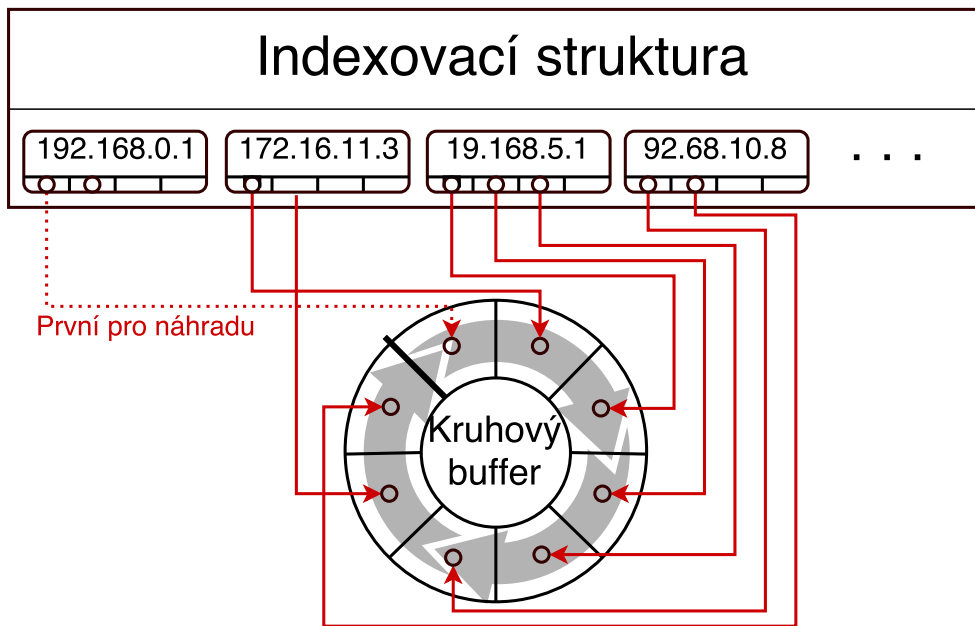 Indexovací struktura
192.168.0.1
172.16.11.3
19.168.5.1
92.68.10.8
. . .
První pro náhradu
Kruhový
buffer